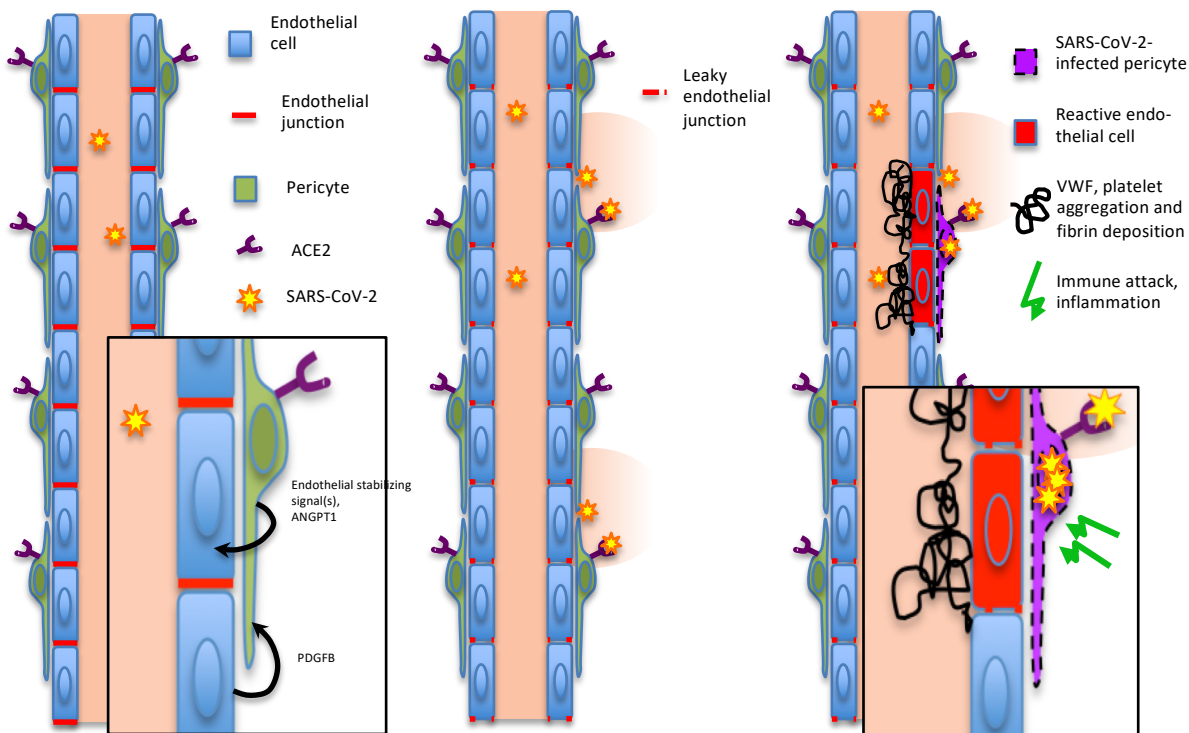 Endothelial
cell
Endothelial
junction
Pericyte
ACE2
SARS-CoV-2
Endothelial stabilizing
signal(s),
ANGPT1
PDGFB
Leaky
endothelial
junction
SARS-CoV-2-
infected pericyte
Reactive endo-
thelial cell
VWF, platelet
aggregation and
fibrin deposition
Immune attack,
inflammation